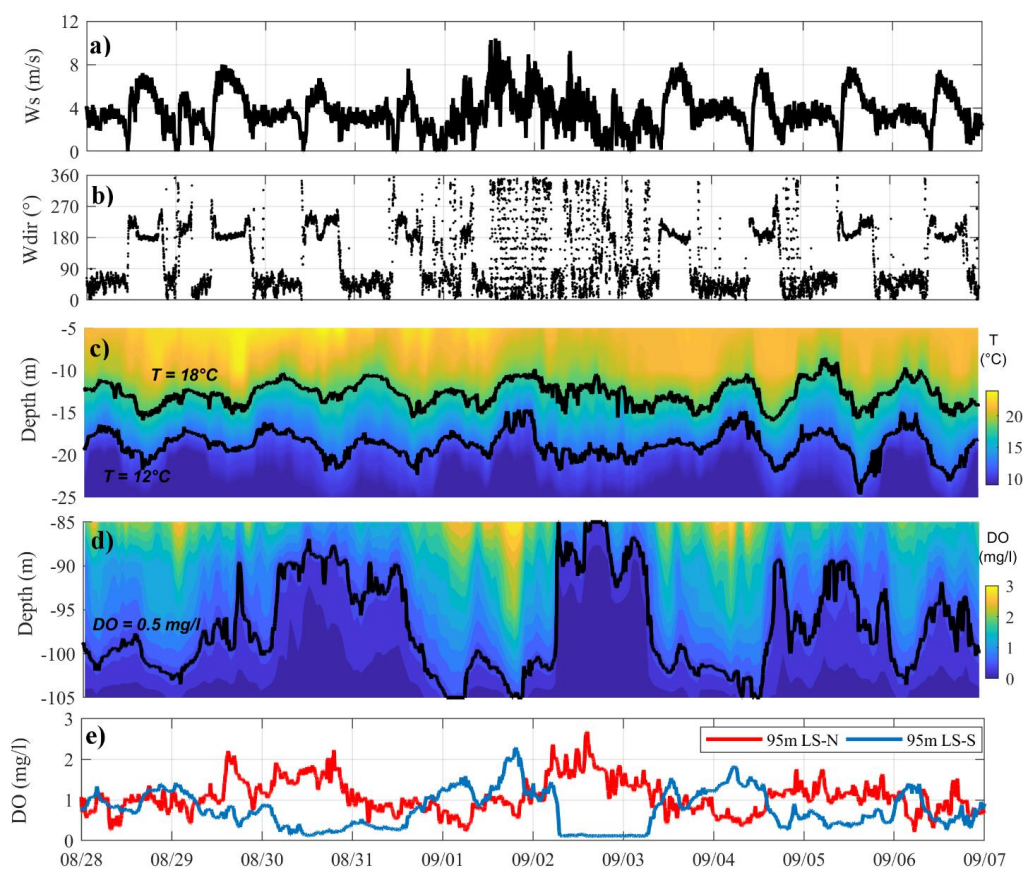 a)
Ws (m/s)
12
8
4
0
b)
Wdir (°)
360
270
180
90
0
c)
Depth (m)
-5
-10
-15
-20
-25
T = 18°C
T = 12°C
T
(°C)
20
15
10
d)
Depth (m)
-85
-90
-95
-100
-105
DO = 0.5 mg/l
DO
(mg/l)
3
2
1
0
e)
DO (mg/l)
3
2
1
0
95m LS-N 95m LS-S
08/28 08/29 08/30 08/31 09/01 09/02 09/03 09/04 09/05 09/06 09/07